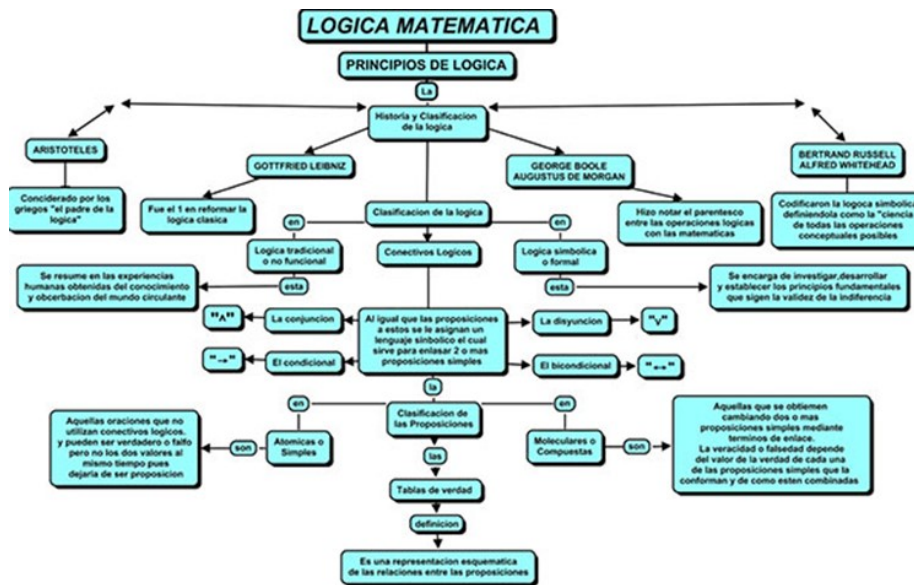 LOGICA MATEMATICA
PRINCIPIOS DE LOGICA
La
Historia y Clasificacion
de la logica
ARISTOTELES
GOTTFRIED LEIBNIZ
GEORGE BOOLE
AUGUSTUS DE MORGAN
BERTRAND RUSSELL
ALFRED WHITEHEAD
Conciderado por los
griegos "el padre de la
logica"
Fue el 1 en reformar la
logica clasica
Clasificacion de la logica
Hizo notar el parentesco
entre las operaciones logicas
con las matematicas
Codificaron la logoca simbolica
definiendola como la "ciencia
de todas las operaciones
conceptuales posibles
en
en
Logica tradicional
o no funcional
Conectivos Logicos
Logica simbolica
o formal
esta
esta
Se resume en las experiencias
humanas obtenidas del conocimiento
y obcerbacion del mundo circulante
Se encarga de investigar,desarrollar
y establecer los principios fundamentales
que sigen la validez de la indiferencia
"^"
La conjuncion
Al igual que las proposiciones
a estos se le asignan un
lenguaje sinbolico el cual
sirve para enlasar 2 o mas
proposiciones simples
La disyuncion
"v"
"→"
El condicional
El bicondicional
"↔"
la
en
en
Clasificacion de
las Proposiciones
Aquellas oraciones que no
utilizan conectivos logicos.
y pueden ser verdadero o falfo
pero no los dos valores al
mismo tiempo pues
dejaria de ser proposicion
son
Atomicas o
Simples
Moleculares o
Compuestas
son
Aquellas que se obtiemen
cambiando dos o mas
proposiciones simples mediante
terminos de enlace.
La veracidad o falsedad depende
del valor de la verdad de cada una
de las proposiciones simples que la
conforman y de como esten combinadas
las
Tablas de verdad
definicion
Es una representacion esquematica
de las relaciones entre las proposiciones